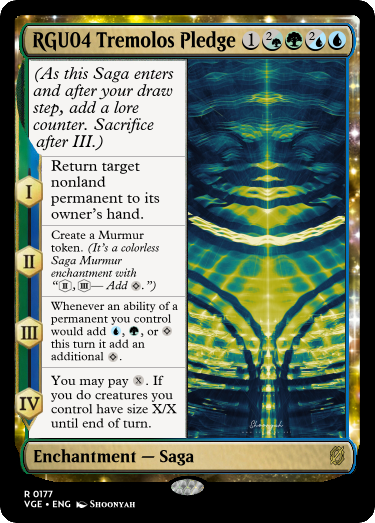 RGU04 Tremolos Pledge 1 2 2
(As this Saga enters
and after your draw
step, add a lore
counter. Sacrifice
after III.)
I
Return target
nonland
permanent to its
owner's hand.
II
Create a Murmur
token. (It's a colorless
Saga Murmur
enchantment with
"II, III— Add .")
III
Whenever an ability of a
permanent you control
would add , , or
this turn it add an
additional .
IV
You may pay X. If
you do creatures you
control have size X/X
until end of turn.
Shoonyah
Enchantment — Saga
R 0177
VGE • ENG Shoonyah